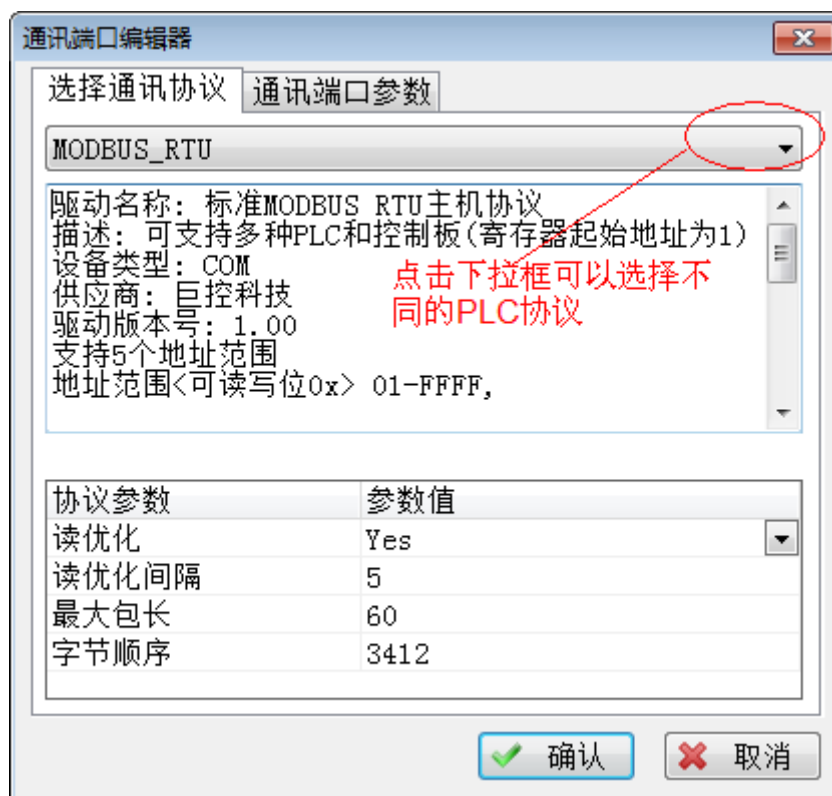 通讯端口编辑器
选择通讯协议
通讯端口参数
MODBUS_RTU
驱动名称: 标准MODBUS RTU主机协议
描述: 可支持多种PLC和控制板(寄存器起始地址为1)
设备类型: COM
供应商: 巨控科技
驱动版本号: 1.00
支持5个地址范围
地址范围<可读写位0x> 01-FFFF,
点击下拉框可以选择不
同的PLC协议
协议参数 参数值
读优化 Yes
读优化间隔 5
最大包长 60
字节顺序 3412
确认 取消